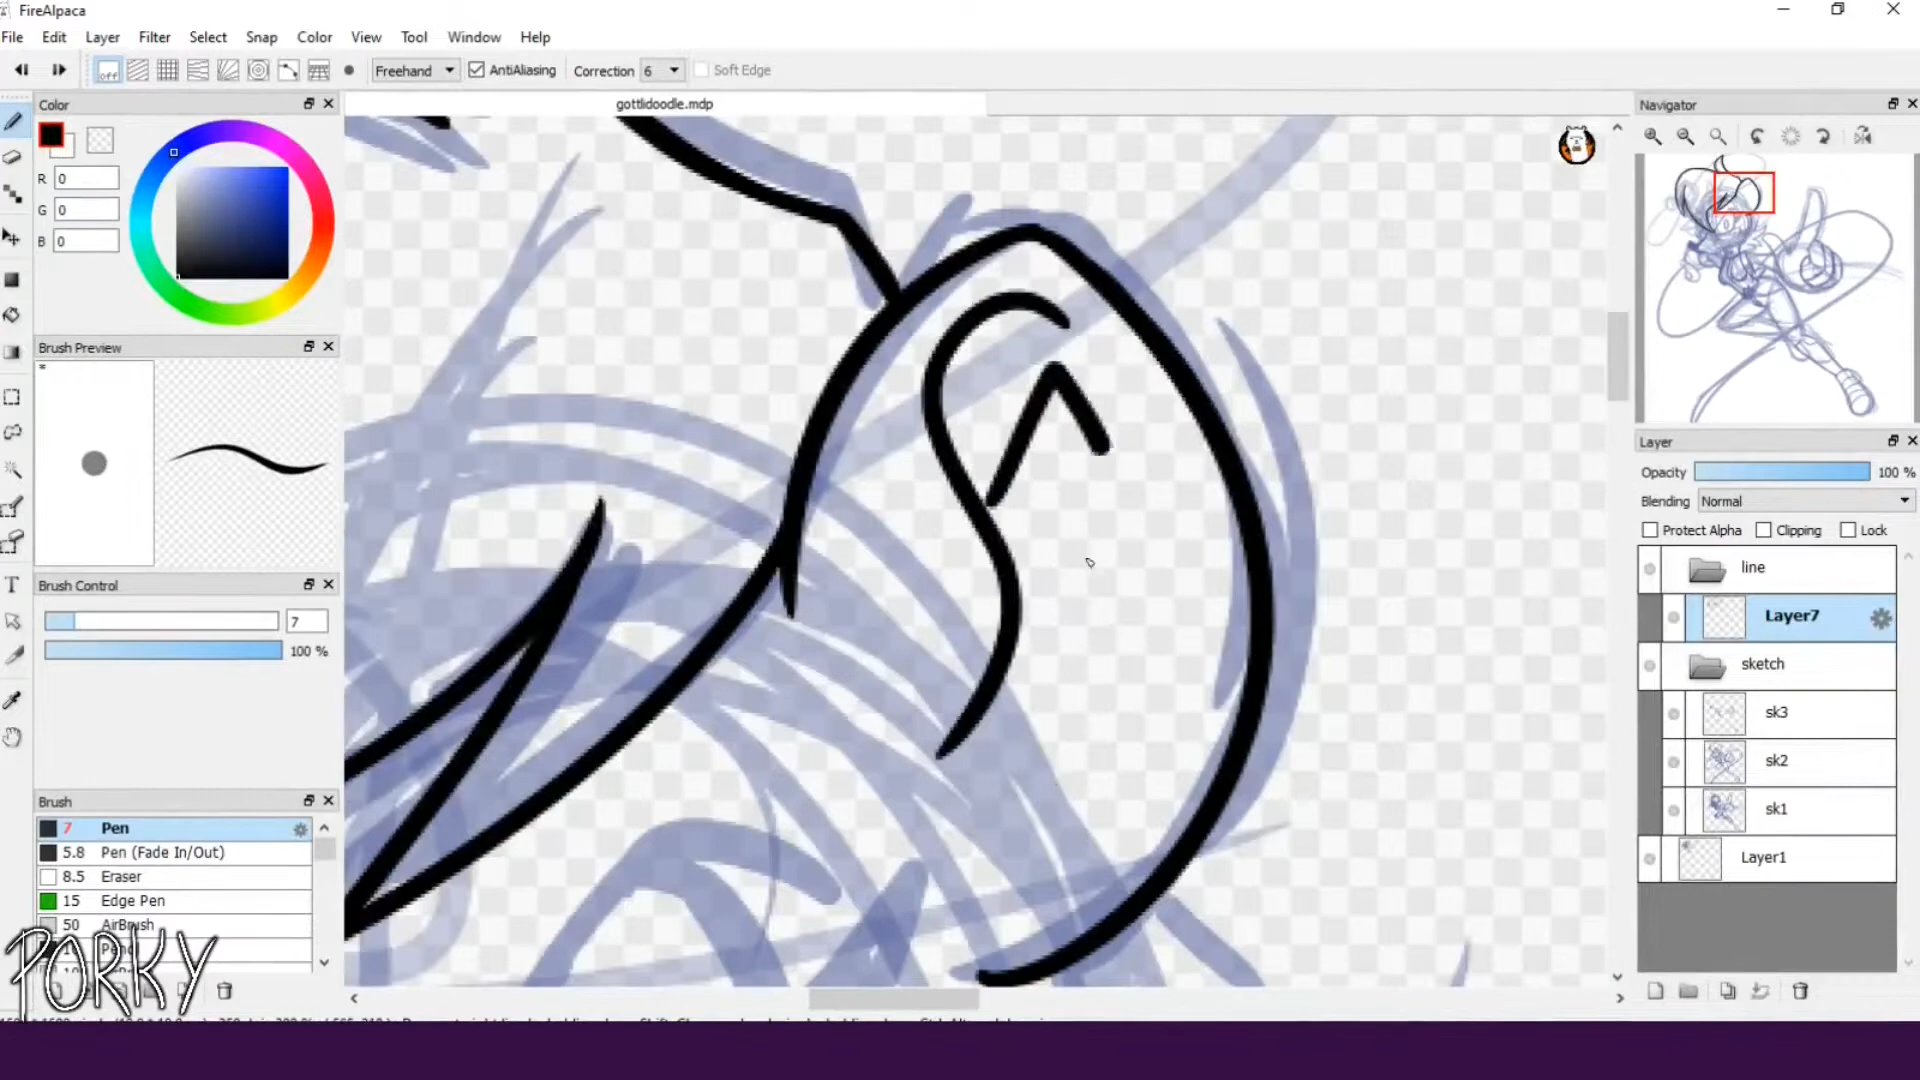 FireAlpaca
File Edit Layer Filter Select Snap Color View Tool Window Help
off Freehand AntiAliasing Correction 6 Soft Edge
Color
R 0
G 0
B 0
Brush Preview
*
Brush Control
7
100 %
Brush
7 Pen
5.8 Pen (Fade In/Out)
8.5 Eraser
15 Edge Pen
50 AirBrush
PORKY
gottlidoodle.mdp
Navigator
Layer
Opacity 100 %
Blending Normal
Protect Alpha Clipping Lock
line
Layer7
sketch
sk3
sk2
sk1
Layer1